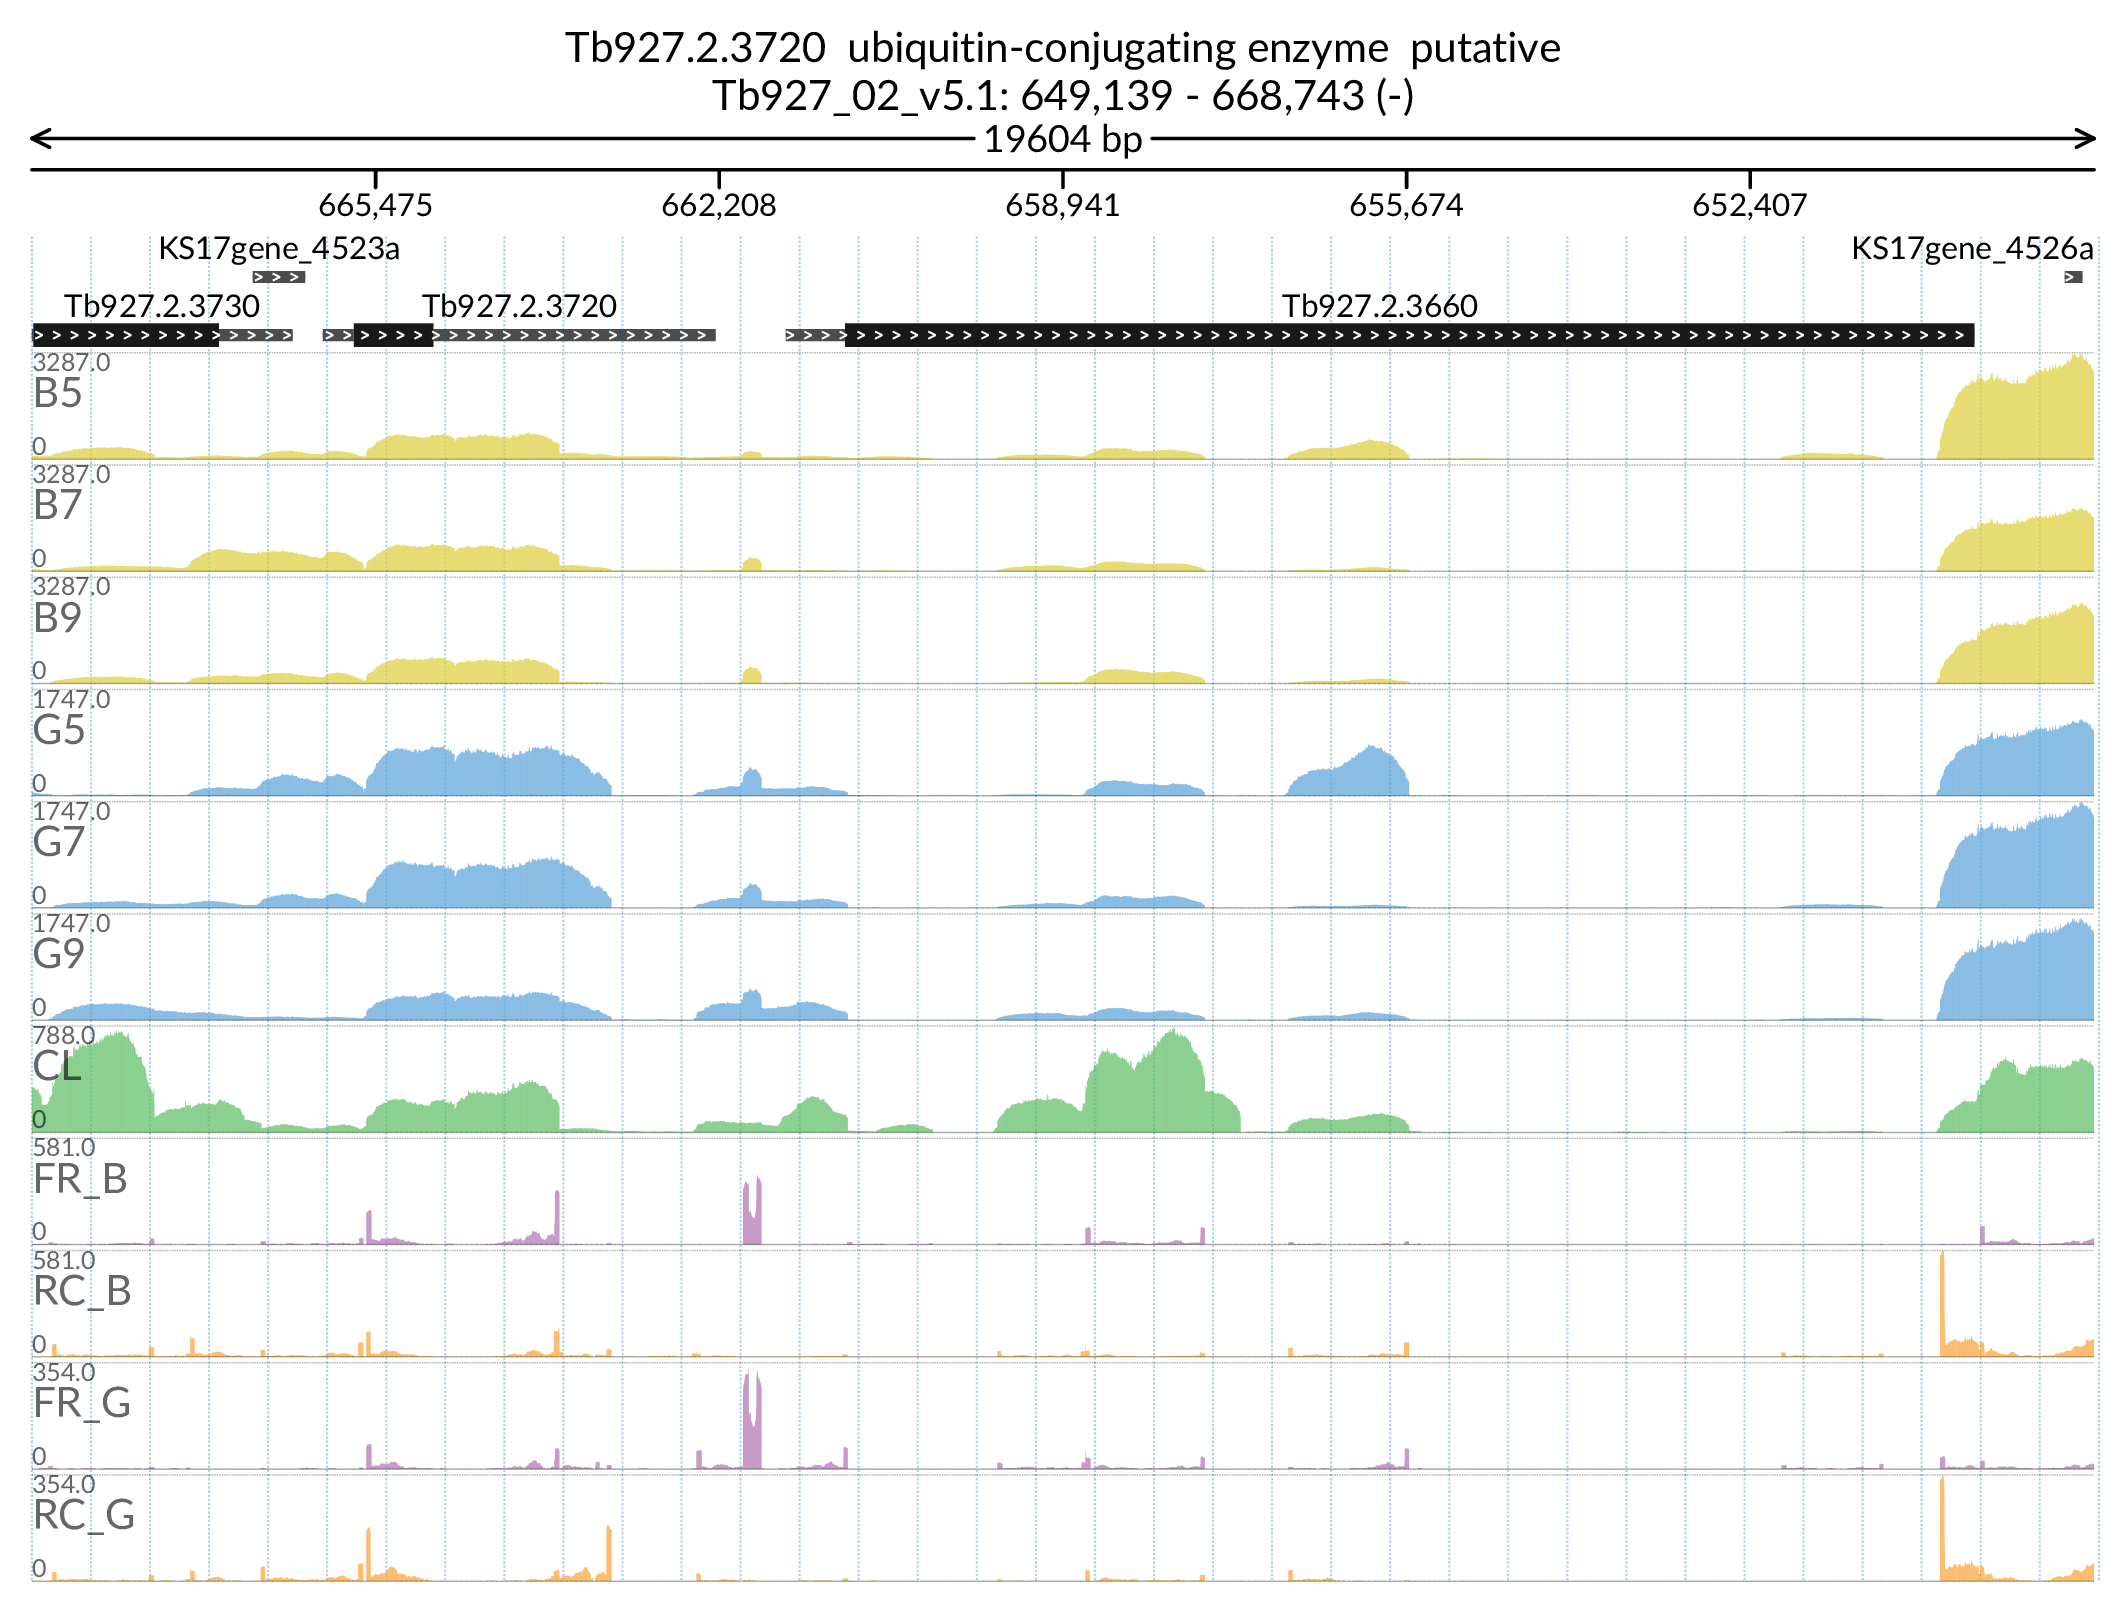 Tb927.2.3720  ubiquitin-conjugating enzyme  putative
Tb927_02_v5.1: 649,139 - 668,743 (-)
19604 bp
665,475 662,208 658,941 655,674 652,407
KS17gene_4523a KS17gene_4526a
Tb927.2.3730 Tb927.2.3720 Tb927.2.3660
3287.0
B5
0
3287.0
B7
0
3287.0
B9
0
1747.0
G5
0
1747.0
G7
0
1747.0
G9
0
788.0
CL
0
581.0
FR_B
0
581.0
RC_B
0
354.0
FR_G
0
354.0
RC_G
0